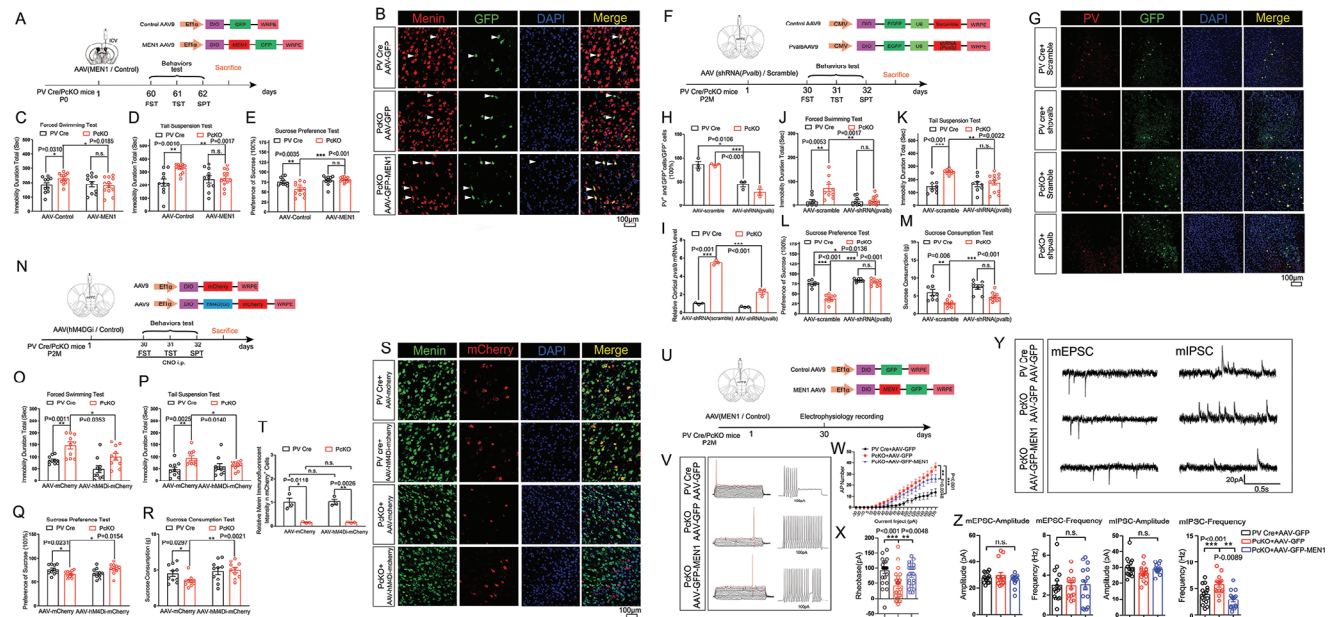 A
Control AAV9
Ef1α DIO GFP WRPE
ICV
MEN1 AAV9
Ef1α DIO MEN1 GFP WRPE
AAV(MEN1 / Control)
Behaviors
test
Sacrifice
1
60 61 62 days
FST TST SPT
PV Cre/PcKO mice
P0
B
Menin GFP DAPI Merge
PV Cre
AAV-GFP
PcKO
AAV-GFP
PcKO
AAV-GFP-MEN1
100μm
C
PV Cre PcKO
Forced Swimming Test
P=0.0310
P=0.0185
* * n.s.
Immobility Duration Total (Sec)
AAV-Control AAV-MEN1
D
Tail Suspension Test
P=0.0010
P=0.0017
** ** n.s.
Immobility Duration Total (Sec)
AAV-Control AAV-MEN1
E
PV Cre PcKO
Sucrose Preference Test
P=0.0035
*** P=0.001
** n.s.
Preference of Sucrose (100%)
AAV-Control AAV-MEN1
F
Control AAV9
CMV DIO EGFP U6 Scramble WRPE
PvalbAAV9
CMV DIO EGFP U6 WRPE
AAV (shRNA(Pvalb) / Scramble)
Behaviors test
Sacrifice
1
30 31 32 days
FST TST SPT
PV Cre/PcKO mice
P2M
G
PV GFP DAPI Merge
PV Cre+
Scramble
PV cre+
shpvalb
PcKO+
Scramble
PcKO+
shpvalb
100μm
H
PV Cre PcKO
P=0.0106
* ***
P<0.001
PV⁺ and GFP⁺cells/GFP⁺ cells
(100%)
AAV-scramble AAV-shRNA(pvalb)
I
PV Cre PcKO
P<0.001 *** P<0.001
***
Relative Cortical pvalb mRNA Level
AAV-shRNA(scramble) AAV-shRNA(pvalb)
J
Forced Swimming Test
P=0.0017
P=0.0053
** ** n.s.
Immobility Duration Total (Sec)
AAV-scramble AAV-shRNA(pvalb)
K
PV Cre PcKO
Tail Suspension Test
P<0.001
** P=0.0022
*** n.s.
Immobility Duration Total (Sec)
AAV-scramble AAV-shRNA(pvalb)
L
PV Cre PcKO
Sucrose Preference Test
* P=0.0136
P<0.001 *** P<0.001
*** n.s.
Preference of Sucrose (100%)
AAV-scramble AAV-shRNA(pvalb)
M
Sucrose Consumption Test
PV Cre PcKO
P=0.006 P<0.001
** *** n.s.
Sucrose Consumption (g)
AAV-scramble AAV-shRNA(pvalb)
N
AAV9
Ef1α DIO mCherry WRPE
AAV9
Ef1α DIO hM4D(Gi) mCherry WRPE
AAV(hM4DGi / Control)
Behaviors
test
Sacrifice
1
30 31 32 days
FST TST SPT
CNO i.p.
PV Cre/PcKO mice
P2M
O
PV Cre PcKO
Forced Swimming Test
P=0.0011 *
** P=0.0353
Immobility Duration Total (Sec)
AAV-mCherry AAV-hM4Di-mCherry
P
PV Cre PcKO
Tail Suspension Test
P=0.0025 *
** P=0.0140
Immobility Duration Total (Sec)
AAV-mCherry AAV-hM4Di-mCherry
Q
PV Cre PcKO
Sucrose Preference Test
P=0.0231 * P=0.0154
*
Preference of Sucrose (100%)
AAV-mCherry AAV-hM4Di-mCherry
R
PV Cre PcKO
Sucrose Consumption Test
P=0.0297 ** P=0.0021
*
Sucrose Consumption (g)
AAV-mCherry AAV-hM4Di-mCherry
S
Menin mCherry DAPI Merge
PV Cre+
AAV-mcherry
PV cre+
AAV-hM4Di-mcherry
PcKO+
AAV-mcherry
PcKO+
AAV-hM4Di-mcherry
100μm
T
PV Cre PcKO
n.s.
n.s.
P=0.0118 P=0.0026
* **
Relative Menin Immunofluorescent
Intensity in mCherry⁺ Cells
AAV-mCherry AAV-hM4Di-mCherry
U
Control AAV9
Ef1α DIO GFP WRPE
MEN1 AAV9
Ef1α DIO MEN1 GFP WRPE
AAV(MEN1 / Control)
Electrophysiology recording
1 30 days
PV Cre/PcKO mice
P2M
V
PV Cre
AAV-GFP
100pA
PcKO
AAV-GFP
100pA
PcKO
AAV-GFP-MEN1
100pA
W
PV Cre+AAV-GFP
PcKO+AAV-GFP
PcKO+AAV-GFP-MEN1
AP Number
Current Inject (pA)
P<0.001
X
P<0.001 P=0.0048
*** **
Rheobase(pA)
Y
mEPSC mIPSC
PV Cre
AAV-GFP
PcKO
AAV-GFP
PcKO
AAV-GFP-MEN1
20pA
0.5s
Z
mEPSC-Amplitude mEPSC-Frequency mIPSC-Amplitude mIPSC-Frequency
n.s. n.s. n.s.
P<0.001
*** **
P=0.0089
Amplitude (pA) Frequency (Hz) Amplitude (pA) Frequency (Hz)
PV Cre+AAV-GFP
PcKO+AAV-GFP
PcKO+AAV-GFP-MEN1